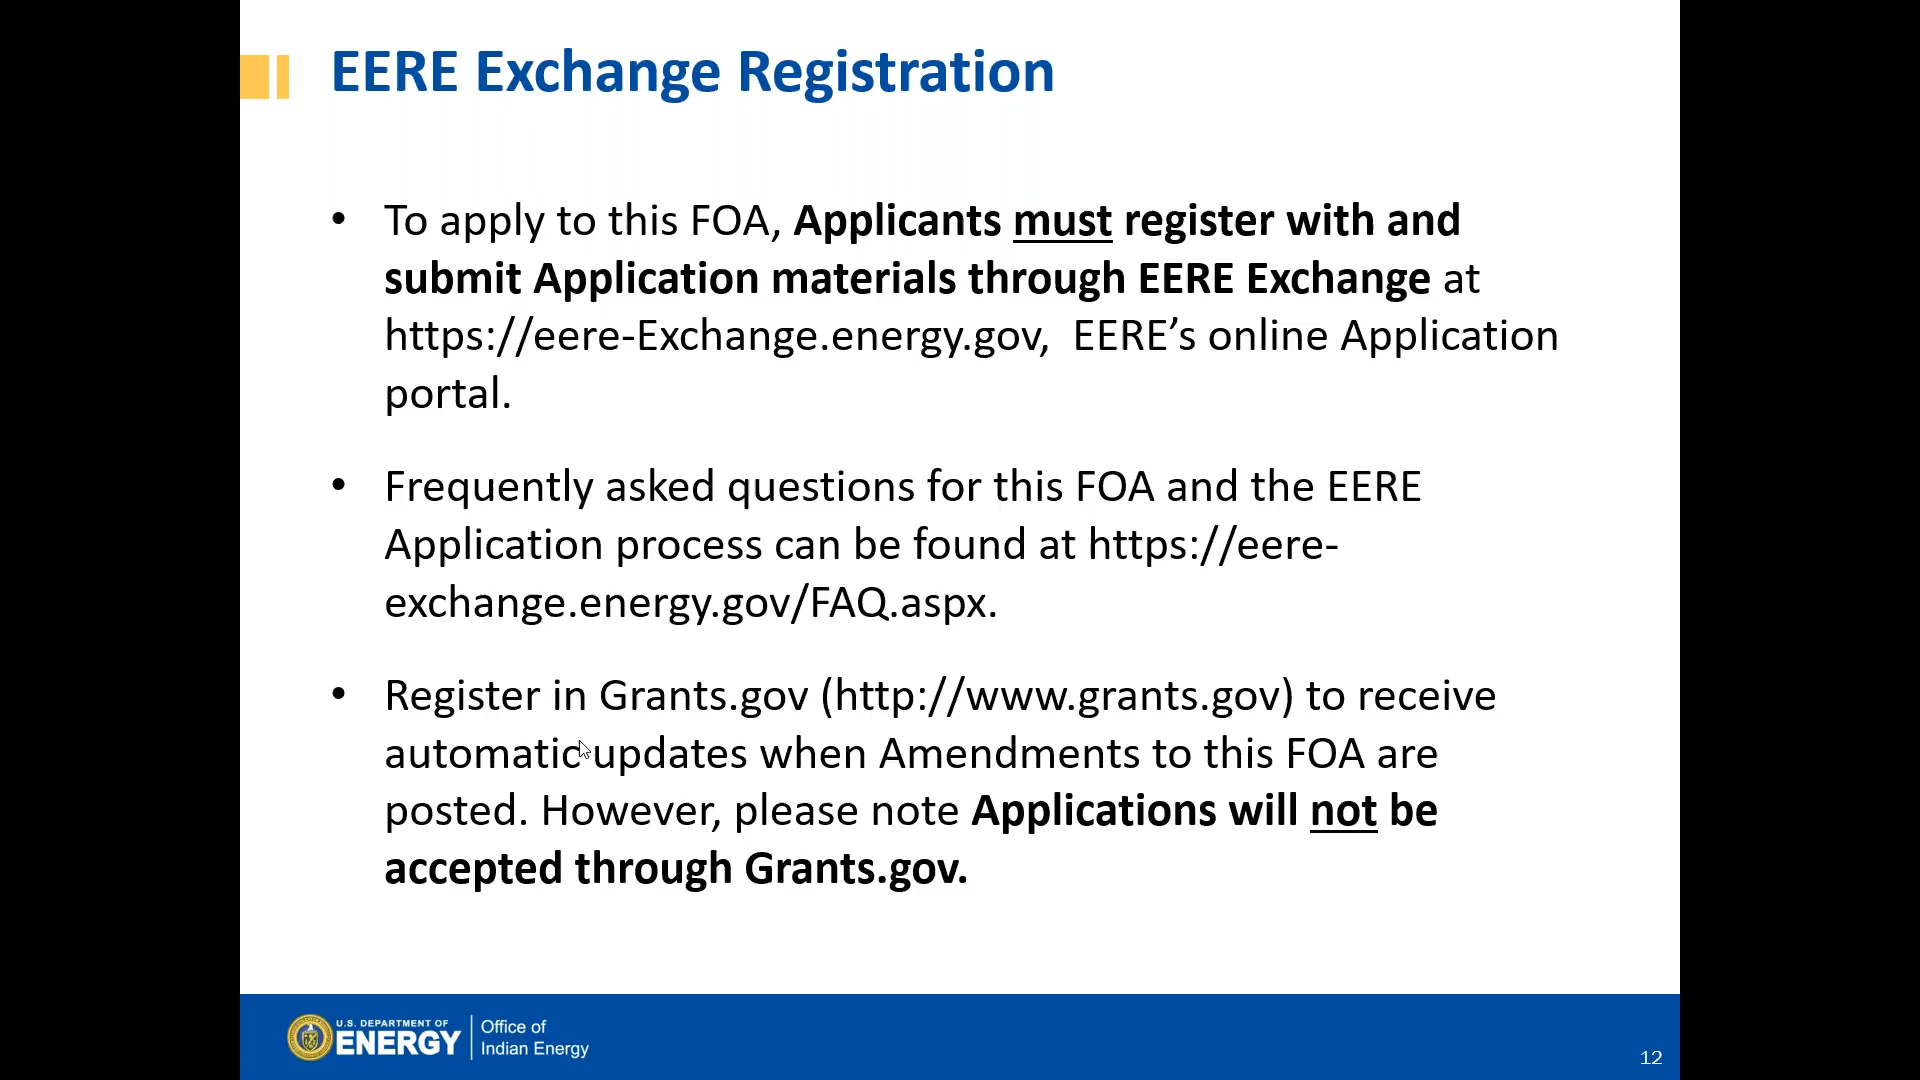 EERE Exchange Registration
• To apply to this FOA, Applicants must register with and
submit Application materials through EERE Exchange at
https://eere-Exchange.energy.gov,  EERE’s online Application
portal.
• Frequently asked questions for this FOA and the EERE
Application process can be found at https://eere-
exchange.energy.gov/FAQ.aspx.
• Register in Grants.gov (http://www.grants.gov) to receive
automatic updates when Amendments to this FOA are
posted. However, please note Applications will not be
accepted through Grants.gov.
U.S. DEPARTMENT OF
ENERGY
Office of
Indian Energy
12